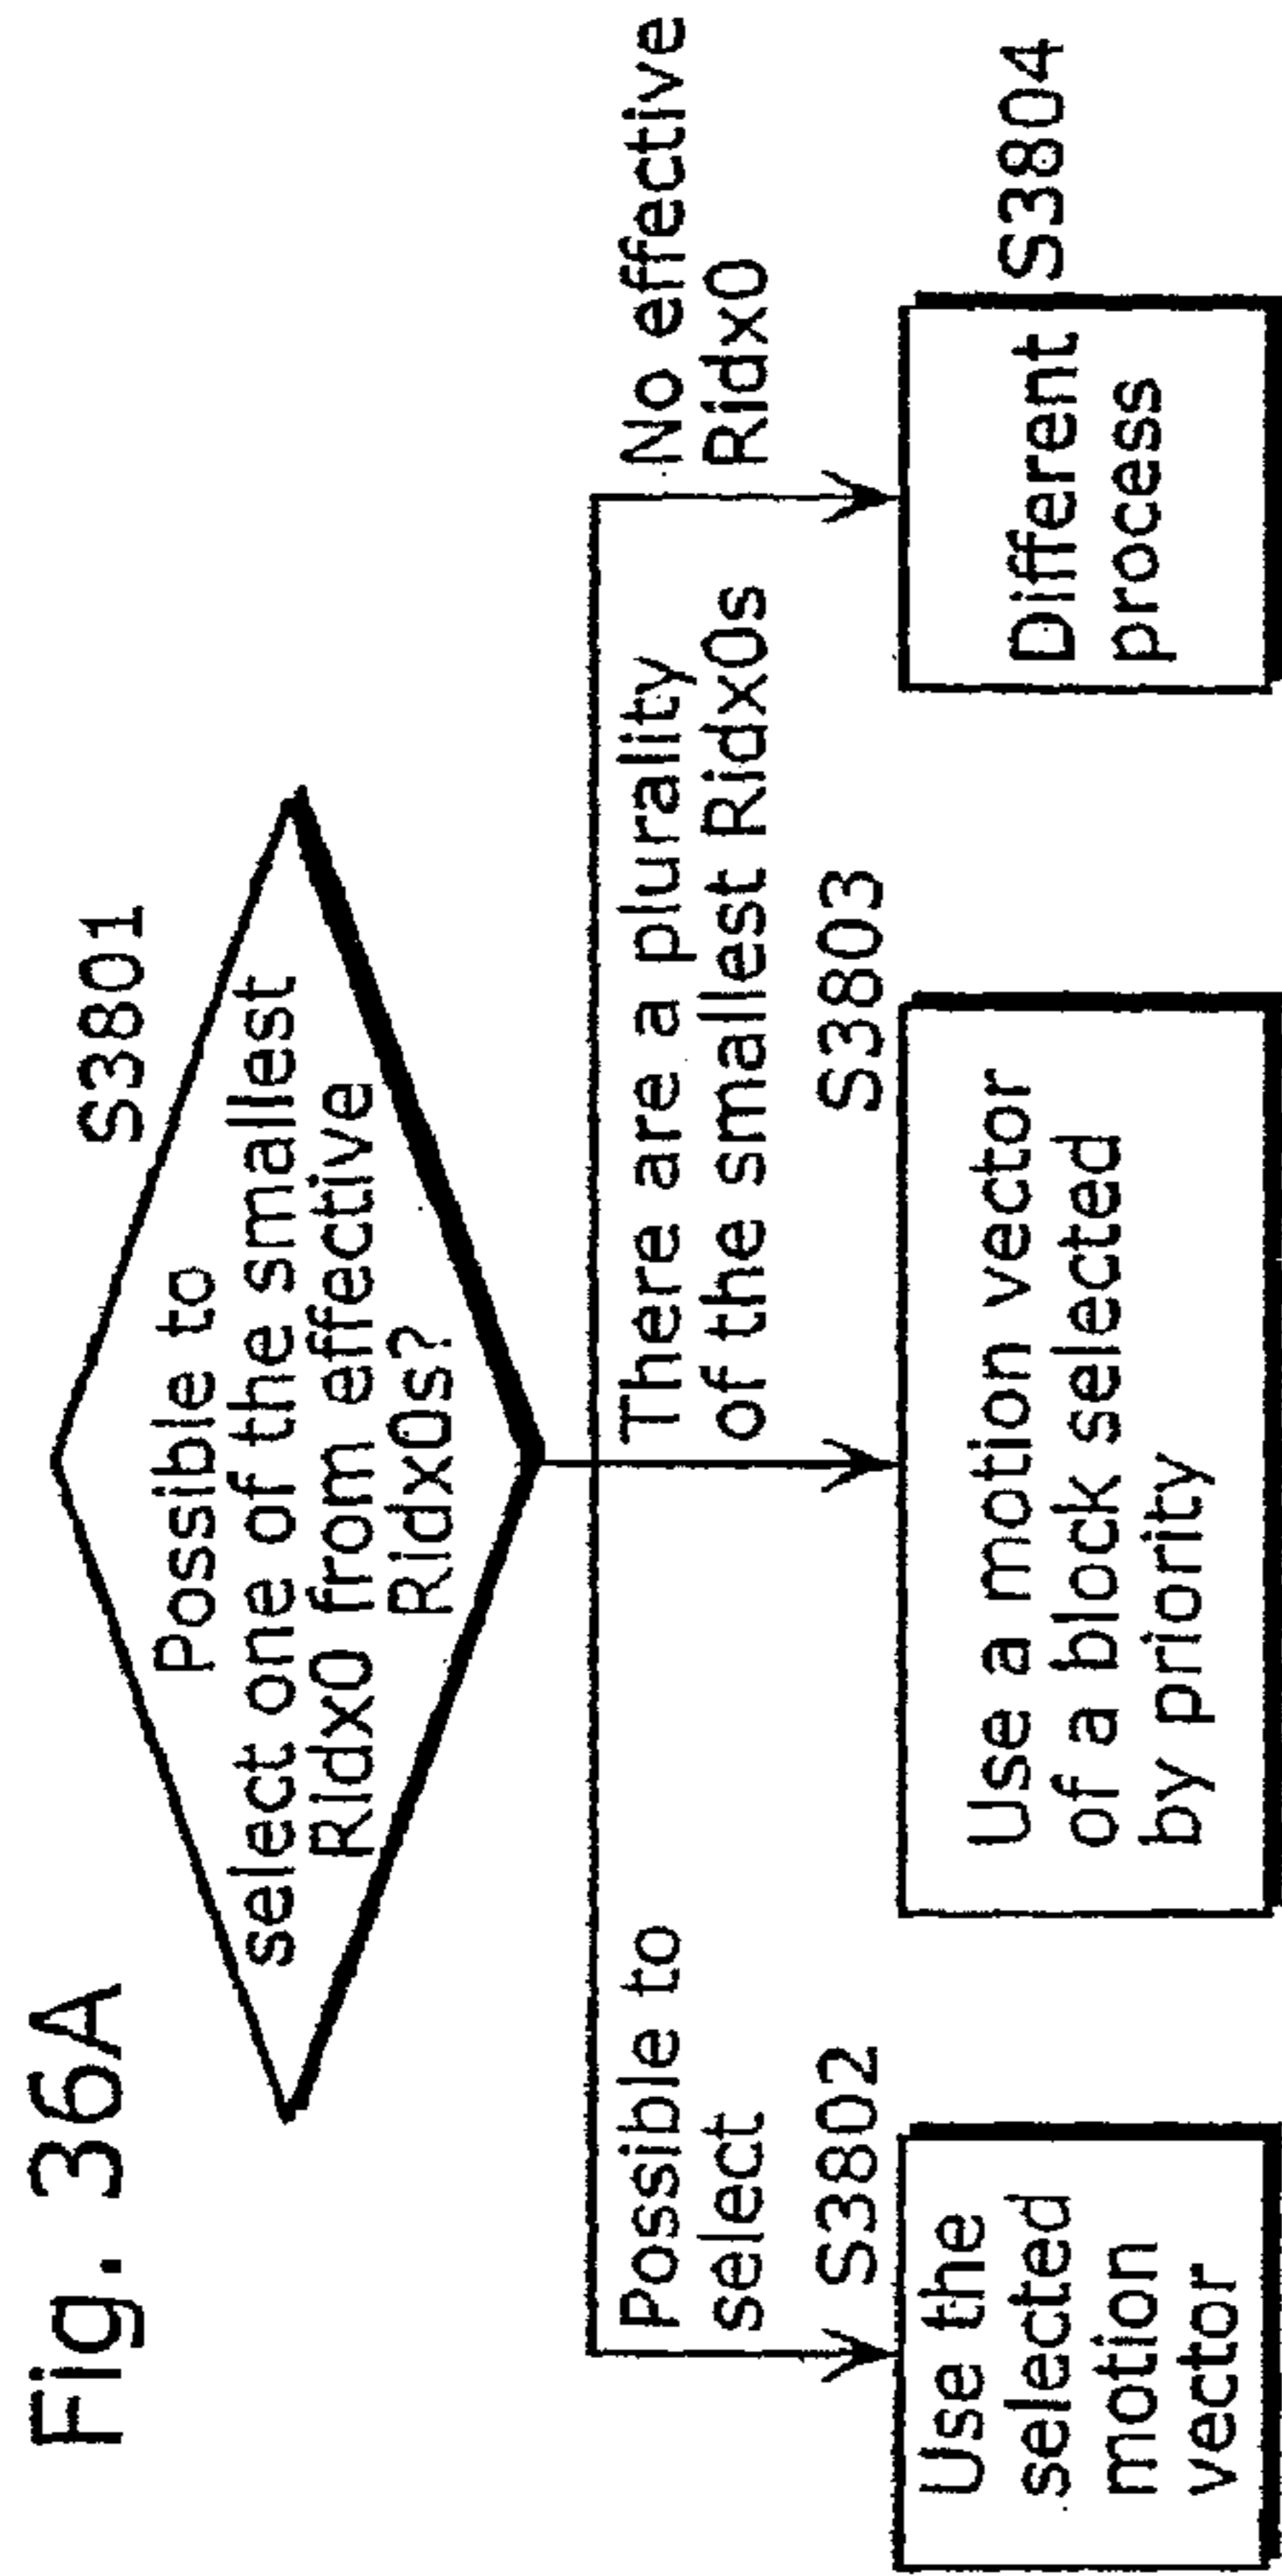 Fig. 36A
S3801
Possible to
select one of the smallest
Ridx0 from effective
Ridx0s?
Possible to
select
There are a plurality
of the smallest Ridx0s
No effective
Ridx0
S3802
Use the
selected
motion
vector
S3803
Use a motion vector
of a block selected
by priority
S3804
Different
process